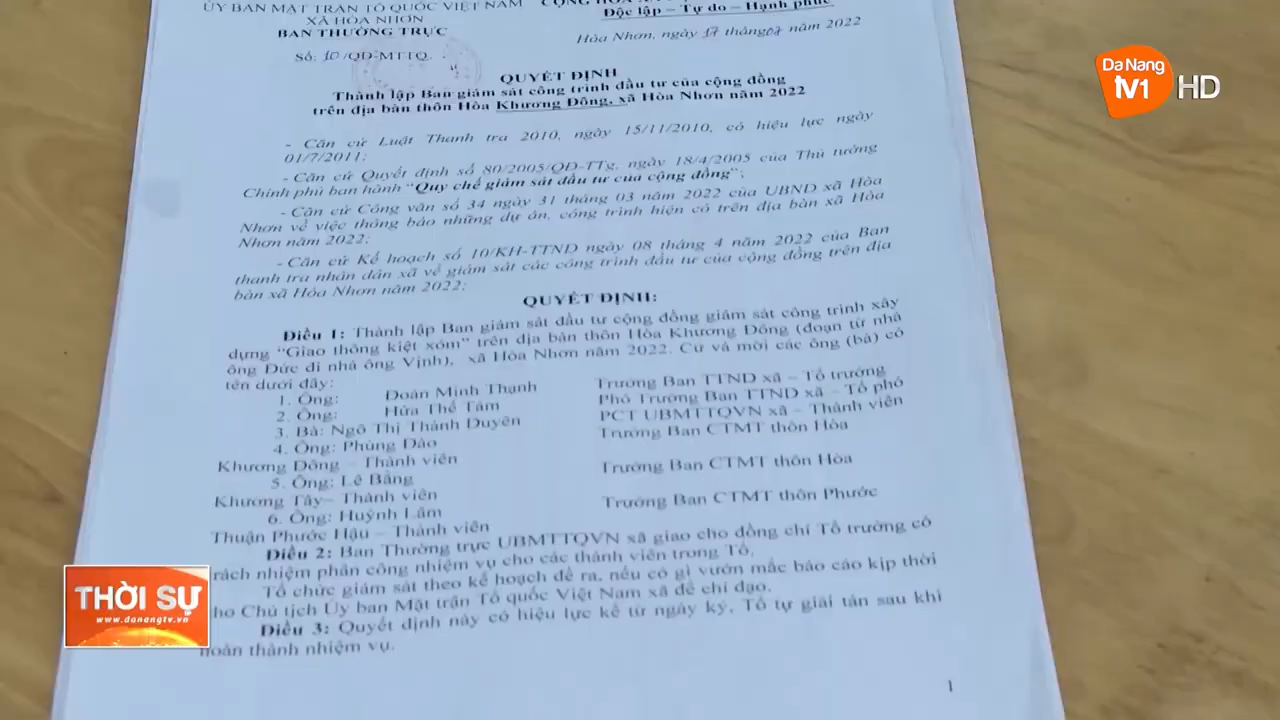 ỦY BAN MẶT TRẬN TỔ QUỐC VIỆT NAM
XÃ HÒA NHƠN
BAN THƯỜNG TRỰC
Số: 10/QĐ-MTTQ
Độc lập – Tự do – Hạnh phúc
Hòa Nhơn, ngày 17 tháng năm 2022
QUYẾT ĐỊNH
Thành lập Ban giám sát công trình đầu tư của cộng đồng
trên địa bàn thôn Hòa Khương Đông, xã Hòa Nhơn năm 2022
- Căn cứ Luật Thanh tra 2010, ngày 15/11/2010, có hiệu lực ngày
01/7/2011;
- Căn cứ Quyết định số 80/2005/QĐ-TTg, ngày 18/4/2005 của Thủ tướng
Chính phủ ban hành “Quy chế giám sát đầu tư của cộng đồng”;
- Căn cứ Công văn số 34 ngày 31 tháng 03 năm 2022 của UBND xã Hòa
Nhơn về việc thông báo những dự án, công trình hiện có trên địa bàn xã Hòa
Nhơn năm 2022;
- Căn cứ Kế hoạch số 10/KH-TTND ngày 08 tháng 4 năm 2022 của Ban
thanh tra nhân dân xã về giám sát các công trình đầu tư của cộng đồng trên địa
bàn xã Hòa Nhơn năm 2022;
QUYẾT ĐỊNH:
Điều 1: Thành lập Ban giám sát đầu tư cộng đồng giám sát công trình xây
dựng “Giao thông kiệt xóm” trên địa bàn thôn Hòa Khương Đông (đoạn từ nhà
ông Đức đi nhà ông Vịnh), xã Hòa Nhơn năm 2022. Cử và mời các ông (bà) có
tên dưới đây:
1. Ông: Đoàn Minh Thạnh Trưởng Ban TTND xã – Tổ trưởng
2. Ông: Hứa Thế Tám Phó Trưởng Ban TTND xã – Tổ phó
3. Bà: Ngô Thị Thành Duyên PCT UBMTTQVN xã – Thành viên
4. Ông: Phùng Đào Trưởng Ban CTMT thôn Hòa
Khương Đông – Thành viên
5. Ông: Lê Bằng Trưởng Ban CTMT thôn Hòa
Khương Tây– Thành viên
6. Ông: Huỳnh Lâm Trưởng Ban CTMT thôn Phước
Thuận Phước Hậu – Thành viên
Điều 2: Ban Thường trực UBMTTQVN xã giao cho đồng chí Tổ trưởng có
rách nhiệm phân công nhiệm vụ cho các thành viên trong Tổ.
Tổ chức giám sát theo kế hoạch đề ra, nếu có gì vướn mắc báo cáo kịp thời
ho Chủ tịch Ủy ban Mặt trận Tổ quốc Việt Nam xã để chỉ đạo.
Điều 3: Quyết định này có hiệu lực kể từ ngày ký, Tổ tự giải tán sau khi
hoàn thành nhiệm vụ.
1
Da Nang
TV1 HD
THỜI SỰ
www.danangtv.vn